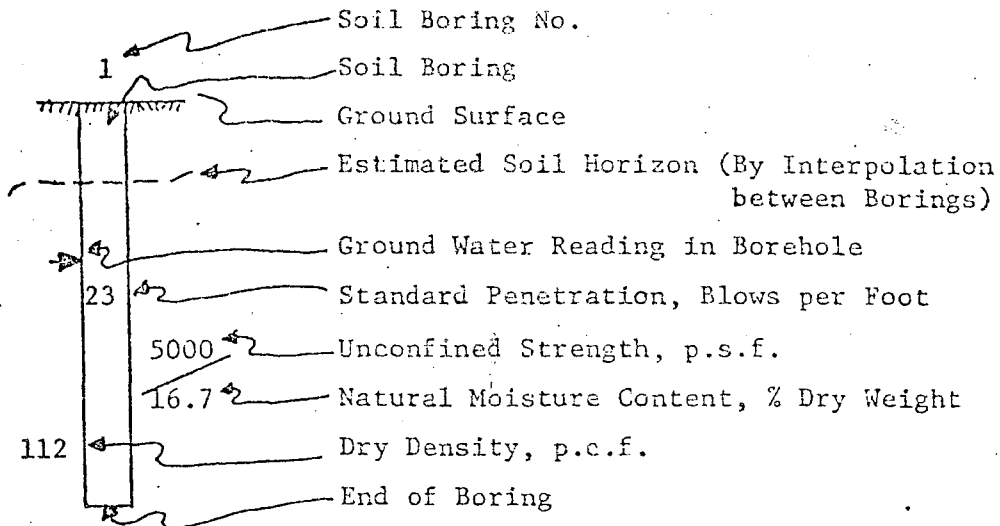 Soil Boring No.
1
Soil Boring
Ground Surface
Estimated Soil Horizon (By Interpolation
between Borings)
Ground Water Reading in Borehole
23 Standard Penetration, Blows per Foot
5000 Unconfined Strength, p.s.f.
16.7 Natural Moisture Content, % Dry Weight
112 Dry Density, p.c.f.
End of Boring